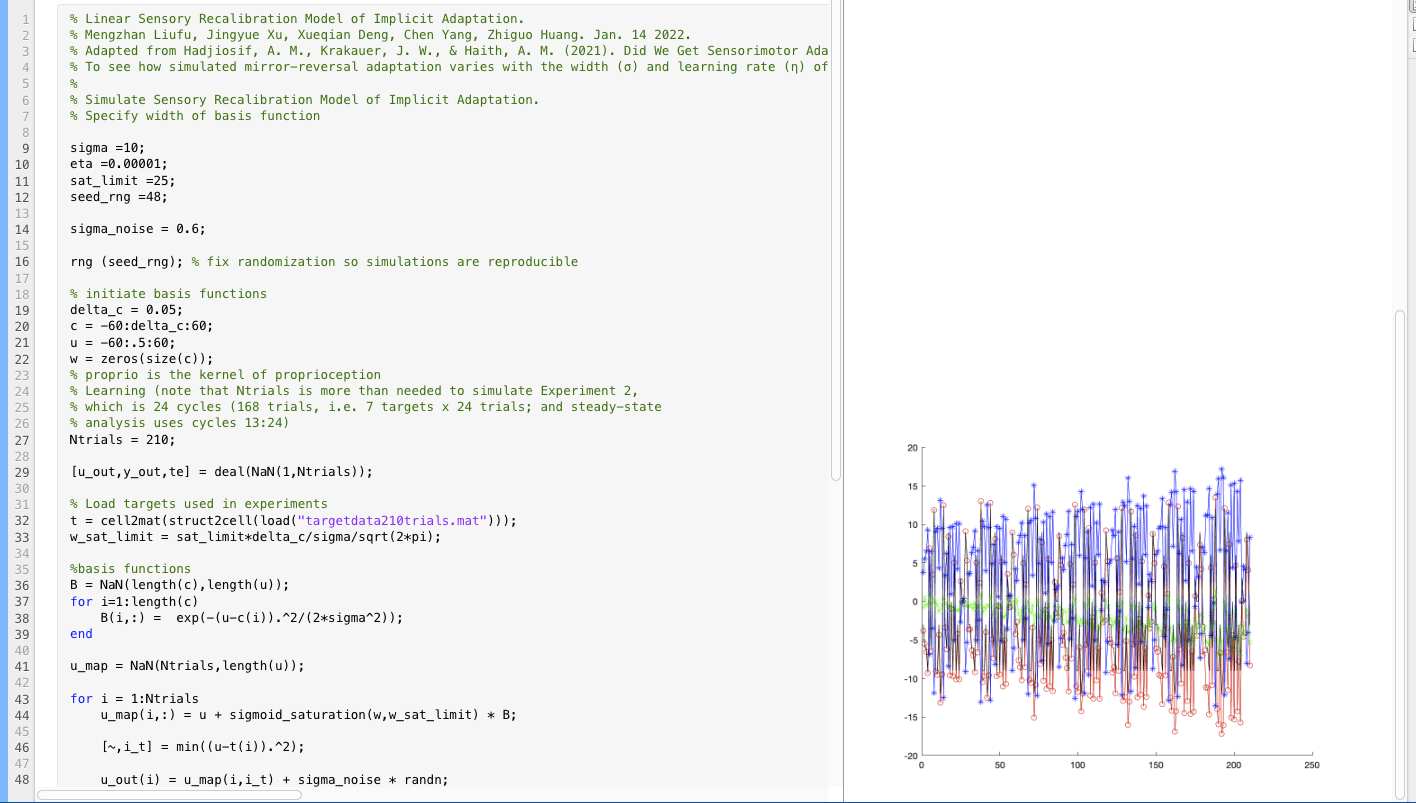 1 % Linear Sensory Recalibration Model of Implicit Adaptation.
2 % Mengzhan Liufu, Jingyue Xu, Xueqian Deng, Chen Yang, Zhiguo Huang. Jan. 14 2022.
3 % Adapted from Hadjiosif, A. M., Krakauer, J. W., & Haith, A. M. (2021). Did We Get Sensorimotor Ada
4 % To see how simulated mirror-reversal adaptation varies with the width (σ) and learning rate (η) of
5 %
6 % Simulate Sensory Recalibration Model of Implicit Adaptation.
7 % Specify width of basis function
8
9 sigma =10;
10 eta =0.00001;
11 sat_limit =25;
12 seed_rng =48;
13
14 sigma_noise = 0.6;
15
16 rng (seed_rng); % fix randomization so simulations are reproducible
17
18 % initiate basis functions
19 delta_c = 0.05;
20 c = -60:delta_c:60;
21 u = -60:.5:60;
22 w = zeros(size(c));
23 % proprio is the kernel of proprioception
24 % Learning (note that Ntrials is more than needed to simulate Experiment 2,
25 % which is 24 cycles (168 trials, i.e. 7 targets x 24 trials; and steady-state
26 % analysis uses cycles 13:24)
27 Ntrials = 210;
28
29 [u_out,y_out,te] = deal(NaN(1,Ntrials));
30
31 % Load targets used in experiments
32 t = cell2mat(struct2cell(load("targetdata210trials.mat")));
33 w_sat_limit = sat_limit*delta_c/sigma/sqrt(2*pi);
34
35 %basis functions
36 B = NaN(length(c),length(u));
37 for i=1:length(c)
38 B(i,:) =  exp(-(u-c(i)).^2/(2*sigma^2));
39 end
40
41 u_map = NaN(Ntrials,length(u));
42
43 for i = 1:Ntrials
44 u_map(i,:) = u + sigmoid_saturation(w,w_sat_limit) * B;
45
46 [~,i_t] = min((u-t(i)).^2);
47
48 u_out(i) = u_map(i,i_t) + sigma_noise * randn;
20
15
10
5
0
-5
-10
-15
-20
0 50 100 150 200 250